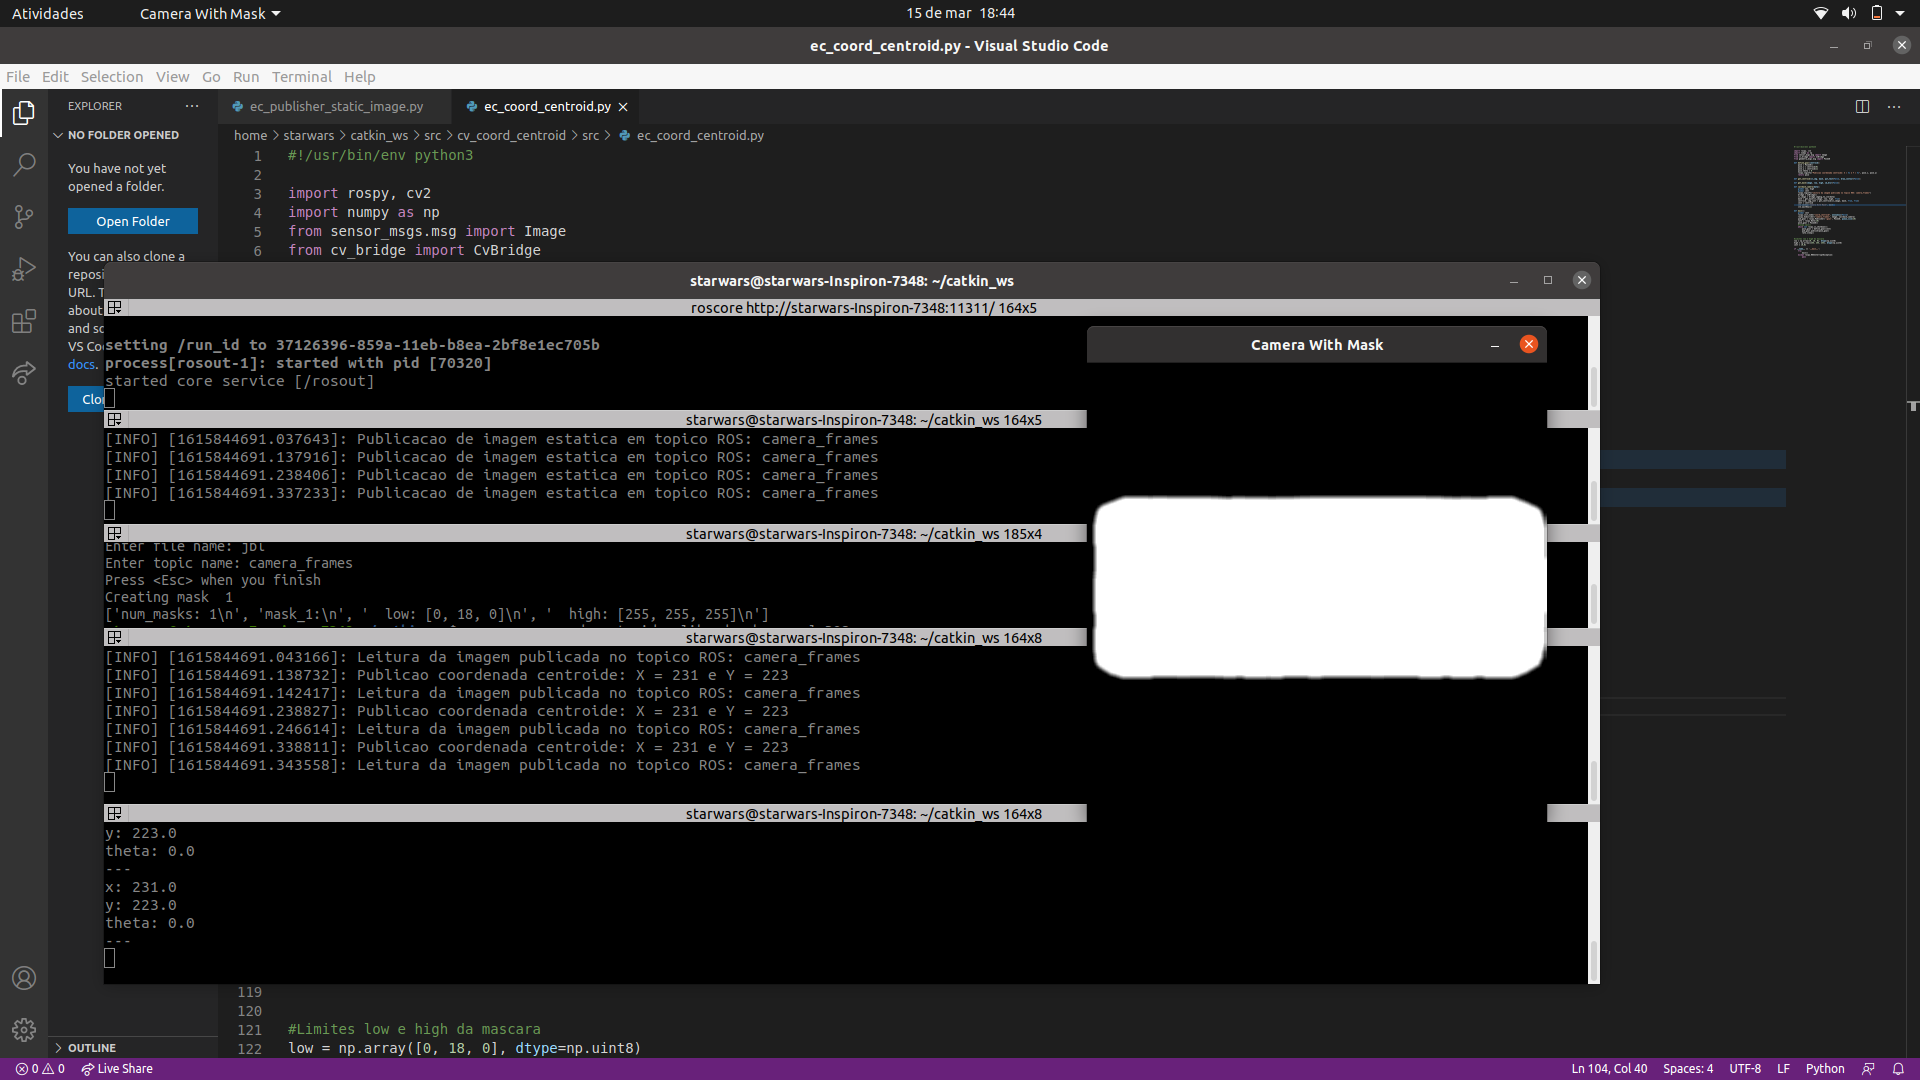 Atividades
Camera With Mask
15 de mar 18:44
ec_coord_centroid.py - Visual Studio Code
File Edit Selection View Go Run Terminal Help
EXPLORER
NO FOLDER OPENED
You have not yet
opened a folder.
Open Folder
You can also clone a
URL.
about
and
VS
docs.
OUTLINE
ec_publisher_static_image.py
ec_coord_centroid.py
home > starwars > catkin_ws > src > cv_coord_centroid > src > ec_coord_centroid.py
1 #!/usr/bin/env python3
2
3 import rospy, cv2
4 import numpy as np
5 from sensor_msgs.msg import Image
6 from cv_bridge import CvBridge
starwars@starwars-Inspiron-7348: ~/catkin_ws
roscore http://starwars-Inspiron-7348:11311/ 164x5
setting /run_id to 37126396-859a-11eb-b8ea-2bf8e1ec705b
process[rosout-1]: started with pid [70320]
started core service [/rosout]
Camera With Mask
starwars@starwars-Inspiron-7348: ~/catkin_ws 164x5
[INFO] [1615844691.037643]: Publicacao de imagem estatica em topico ROS: camera_frames
[INFO] [1615844691.137916]: Publicacao de imagem estatica em topico ROS: camera_frames
[INFO] [1615844691.238406]: Publicacao de imagem estatica em topico ROS: camera_frames
[INFO] [1615844691.337233]: Publicacao de imagem estatica em topico ROS: camera_frames
starwars@starwars-Inspiron-7348: ~/catkin_ws 185x4
Enter file name: jbl
Enter topic name: camera_frames
Press <Esc> when you finish
Creating mask  1
['num_masks: 1\n', 'mask_1:\n', '  low: [0, 18, 0]\n', '  high: [255, 255, 255]\n']
starwars@starwars-Inspiron-7348: ~/catkin_ws 164x8
[INFO] [1615844691.043166]: Leitura da imagem publicada no topico ROS: camera_frames
[INFO] [1615844691.138732]: Publicao coordenada centroide: X = 231 e Y = 223
[INFO] [1615844691.142417]: Leitura da imagem publicada no topico ROS: camera_frames
[INFO] [1615844691.238827]: Publicao coordenada centroide: X = 231 e Y = 223
[INFO] [1615844691.246614]: Leitura da imagem publicada no topico ROS: camera_frames
[INFO] [1615844691.338811]: Publicao coordenada centroide: X = 231 e Y = 223
[INFO] [1615844691.343558]: Leitura da imagem publicada no topico ROS: camera_frames
starwars@starwars-Inspiron-7348: ~/catkin_ws 164x8
y: 223.0
theta: 0.0
---
x: 231.0
y: 223.0
theta: 0.0
---
119
120
121 #Limites low e high da mascara
122 low = np.array([0, 18, 0], dtype=np.uint8)
0 0 Live Share
Ln 104, Col 40 Spaces: 4 UTF-8 LF Python